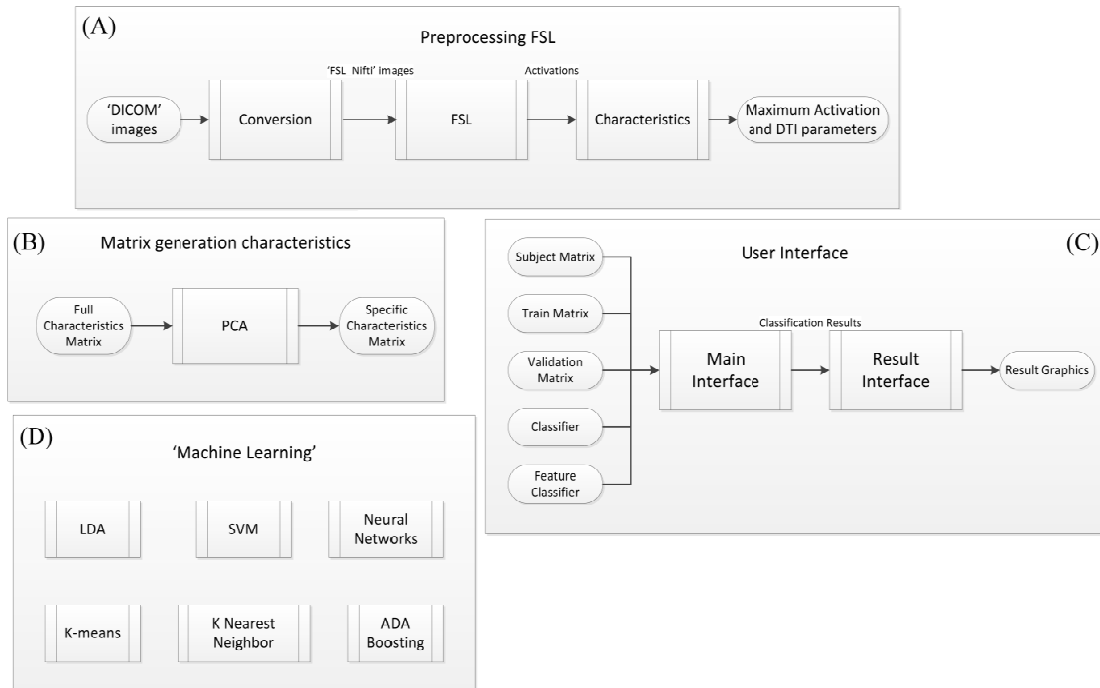 (A)
Preprocessing FSL
'FSL Nifti' images
Activations
'DICOM'
images
Conversion
FSL
Characteristics
Maximum Activation
and DTI parameters
(B)
Matrix generation characteristics
Full
Characteristics
Matrix
PCA
Specific
Characteristics
Matrix
(C)
User Interface
Subject Matrix
Train Matrix
Validation
Matrix
Classifier
Feature
Classifier
Classification Results
Main
Interface
Result
Interface
Result Graphics
(D)
'Machine Learning'
LDA
SVM
Neural
Networks
K-means
K Nearest
Neighbor
ADA
Boosting